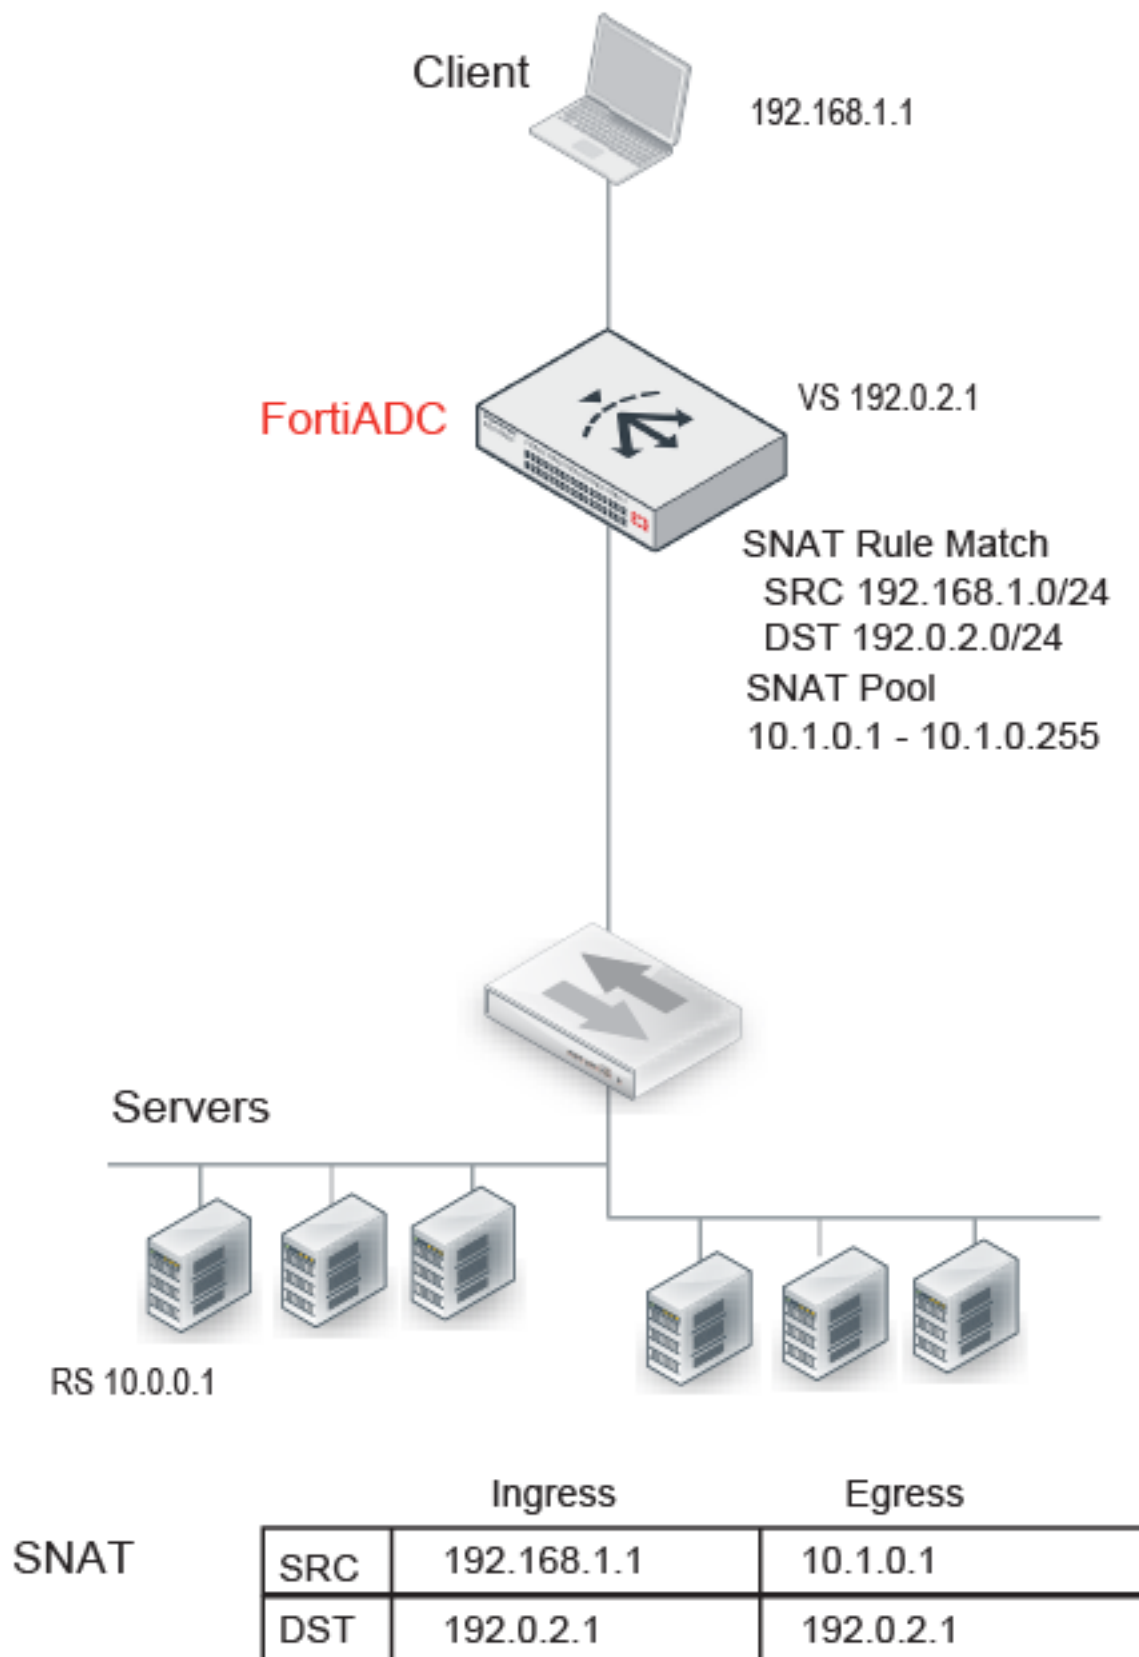 Client
192.168.1.1
FortiADC
VS 192.0.2.1
SNAT Rule Match
SRC 192.168.1.0/24
DST 192.0.2.0/24
SNAT Pool
10.1.0.1 - 10.1.0.255
Servers
RS 10.0.0.1
Ingress Egress
SNAT SRC 192.168.1.1 10.1.0.1
DST 192.0.2.1 192.0.2.1